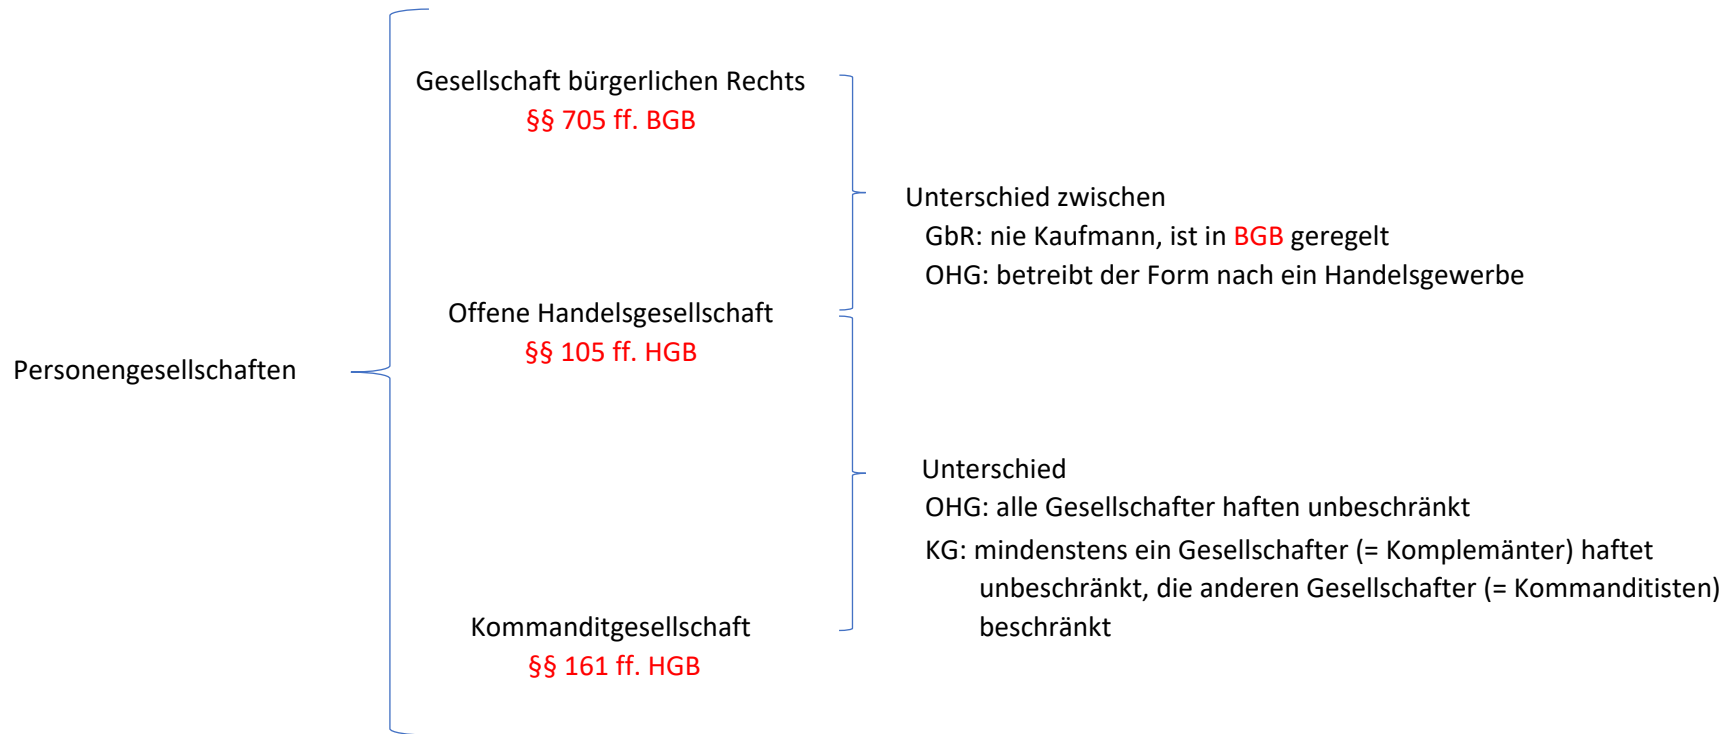 Gesellschaft bürgerlichen Rechts
§§ 705 ff. BGB
Unterschied zwischen
GbR: nie Kaufmann, ist in BGB geregelt
OHG: betreibt der Form nach ein Handelsgewerbe
Offene Handelsgesellschaft
§§ 105 ff. HGB
Personengesellschaften
Unterschied
OHG: alle Gesellschafter haften unbeschränkt
KG: mindenstens ein Gesellschafter (= Komplemänter) haftet
unbeschränkt, die anderen Gesellschafter (= Kommanditisten)
beschränkt
Kommanditgesellschaft
§§ 161 ff. HGB